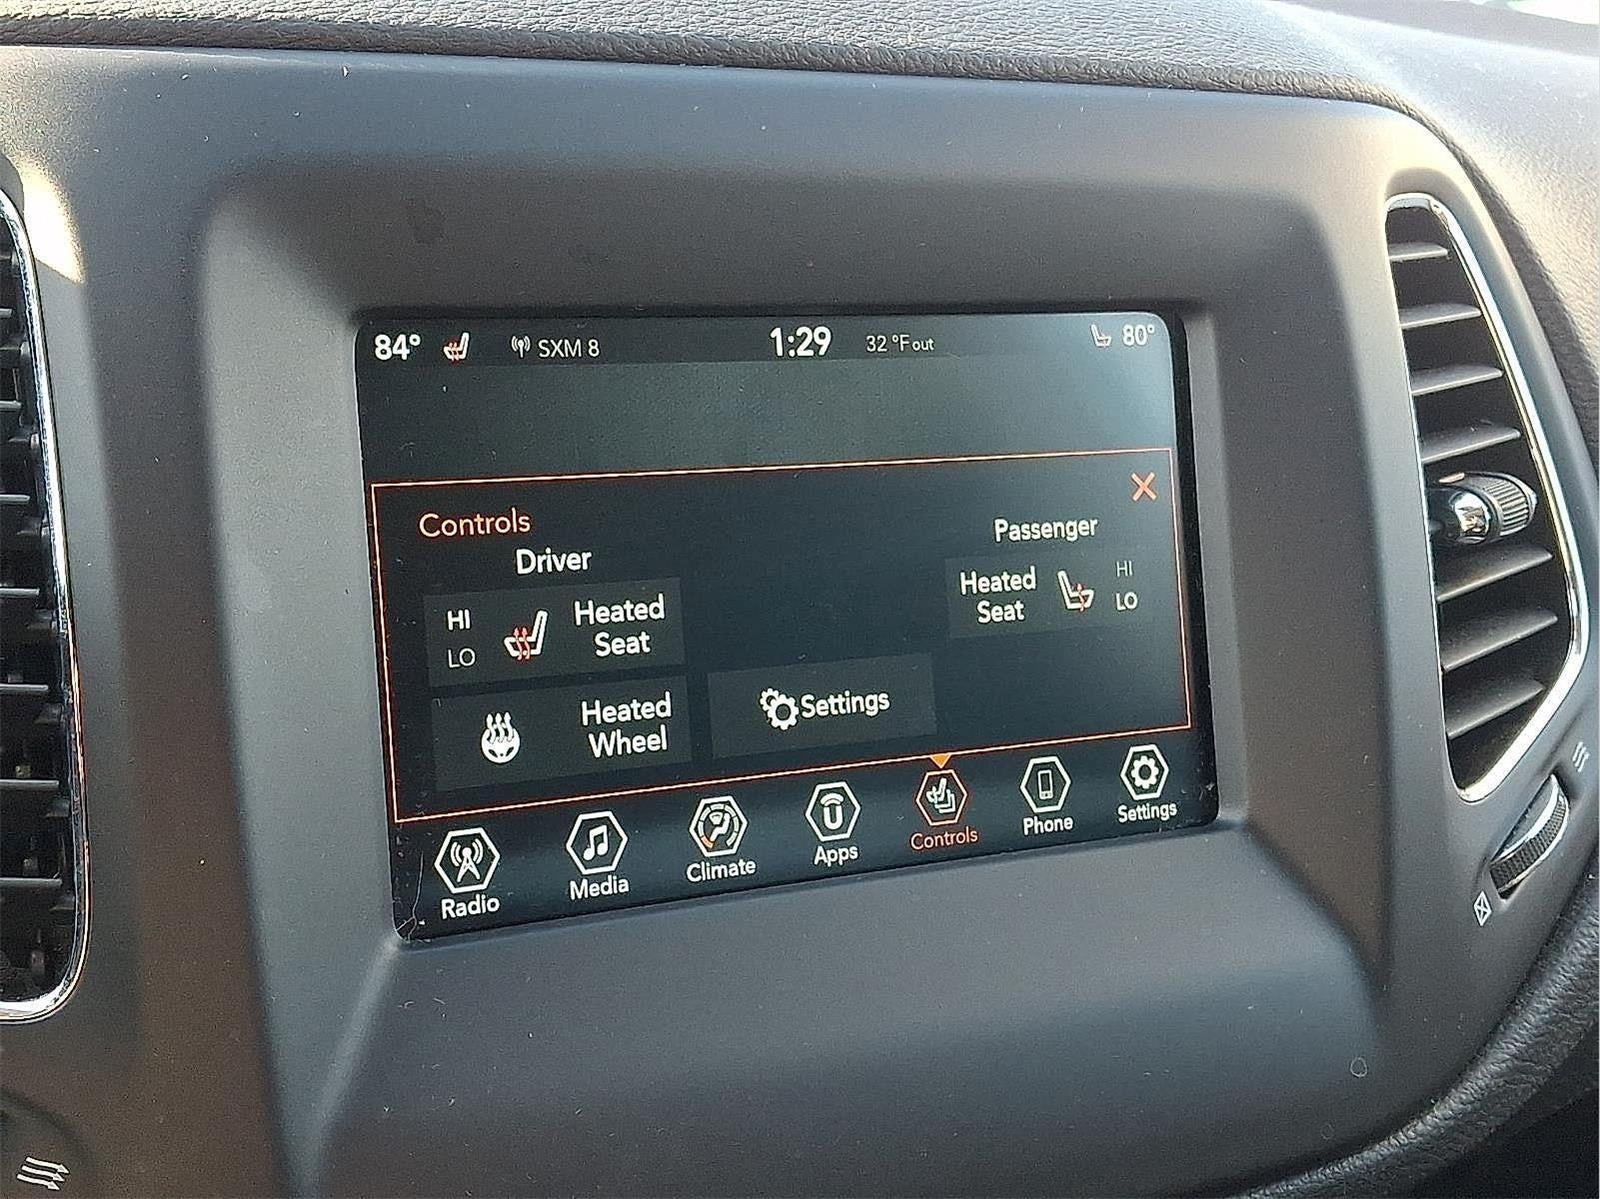 84° SXM 8 1:29 32 °F out 80°
Controls
Driver
Passenger
HI
LO
Heated
Seat
Heated
Seat
HI
LO
Heated
Wheel
Settings
Radio
Media
Climate
Apps
Controls
Phone
Settings